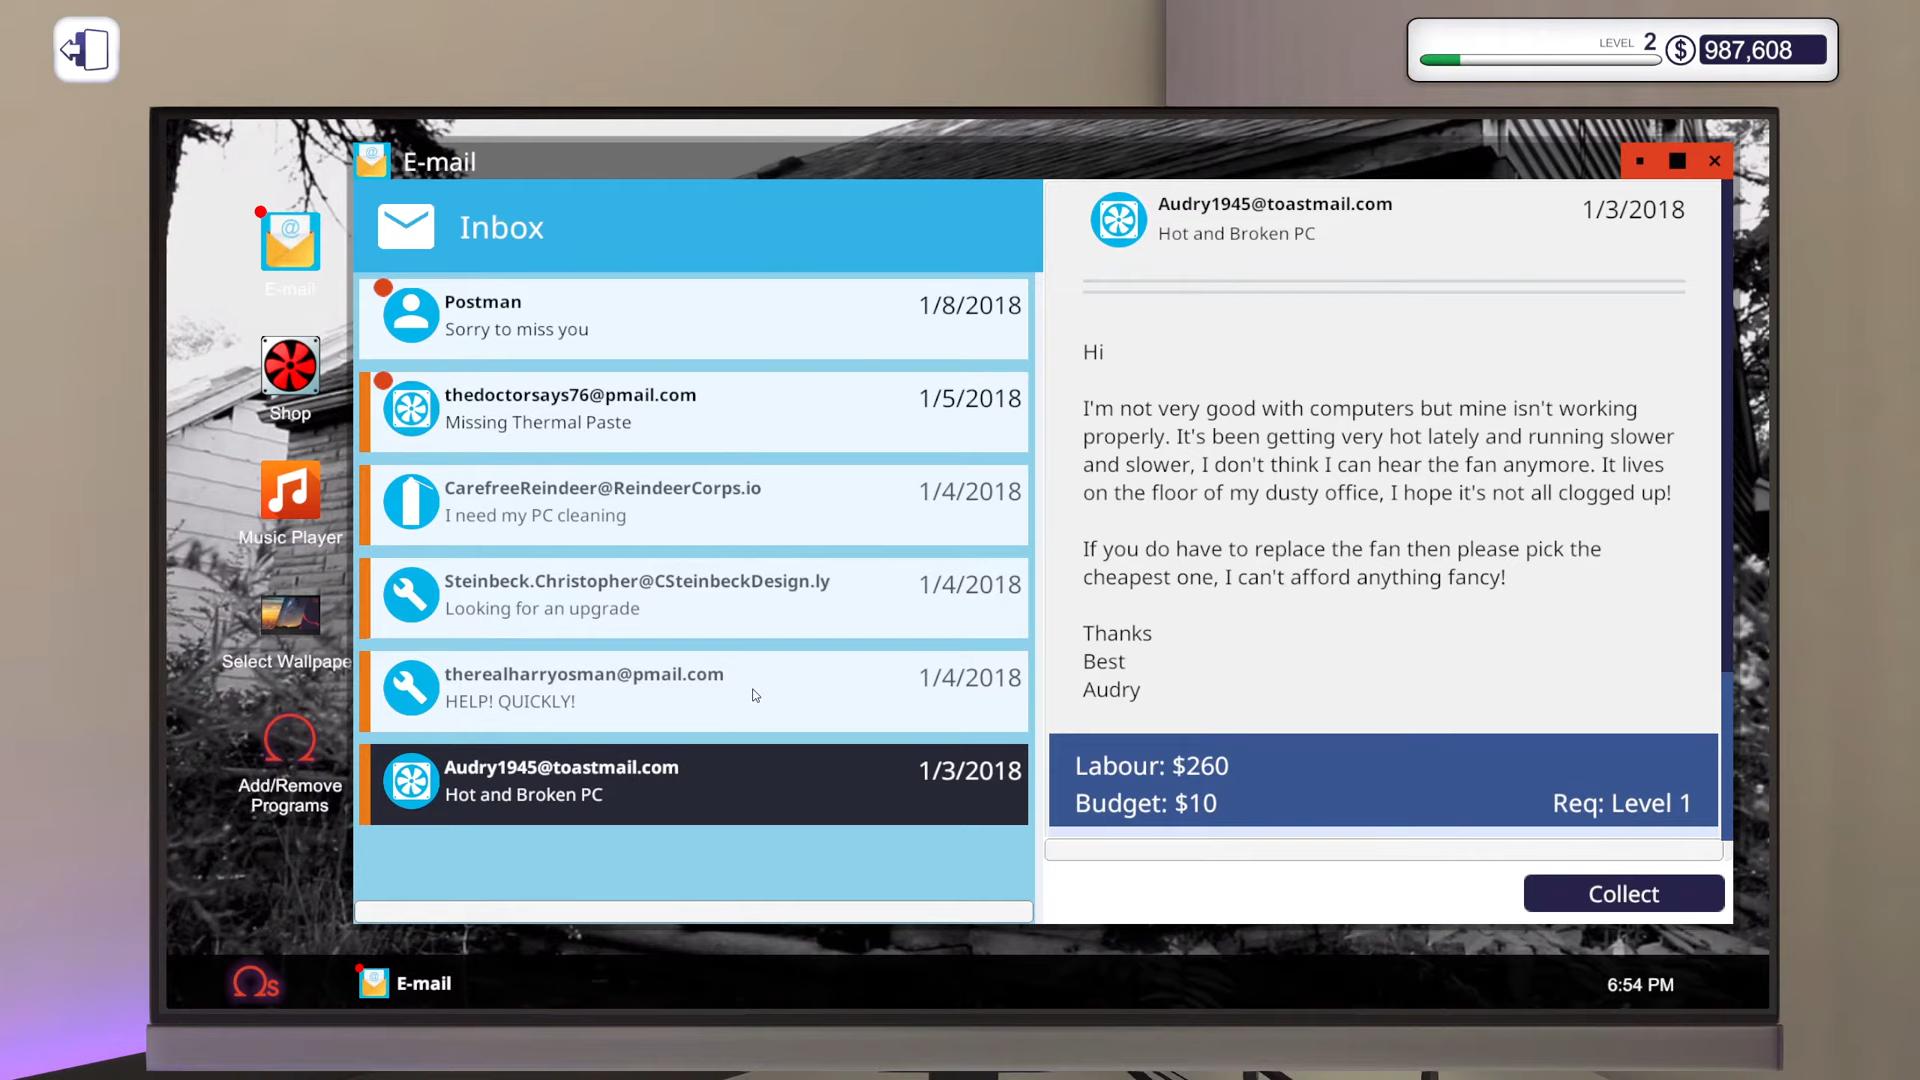 LEVEL 2
$ 987,608
E-mail
E-mail
Shop
Music Player
Select Wallpape
Add/Remove
Programs
Inbox
Postman 1/8/2018
Sorry to miss you
thedoctorsays76@pmail.com 1/5/2018
Missing Thermal Paste
CarefreeReindeer@ReindeerCorps.io 1/4/2018
I need my PC cleaning
Steinbeck.Christopher@CSteinbeckDesign.ly 1/4/2018
Looking for an upgrade
therealharryosman@pmail.com 1/4/2018
HELP! QUICKLY!
Audry1945@toastmail.com 1/3/2018
Hot and Broken PC
Audry1945@toastmail.com 1/3/2018
Hot and Broken PC
Hi
I'm not very good with computers but mine isn't working
properly. It's been getting very hot lately and running slower
and slower, I don't think I can hear the fan anymore. It lives
on the floor of my dusty office, I hope it's not all clogged up!
If you do have to replace the fan then please pick the
cheapest one, I can't afford anything fancy!
Thanks
Best
Audry
Labour: $260
Budget: $10 Req: Level 1
Collect
Ωs E-mail 6:54 PM